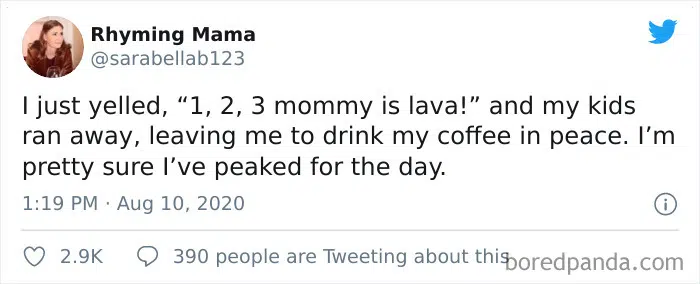 Rhyming Mama
@sarabellab123
I just yelled, “1, 2, 3 mommy is lava!” and my kids
ran away, leaving me to drink my coffee in peace. I’m
pretty sure I’ve peaked for the day.
1:19 PM · Aug 10, 2020
2.9K 390 people are Tweeting about this
boredpanda.com